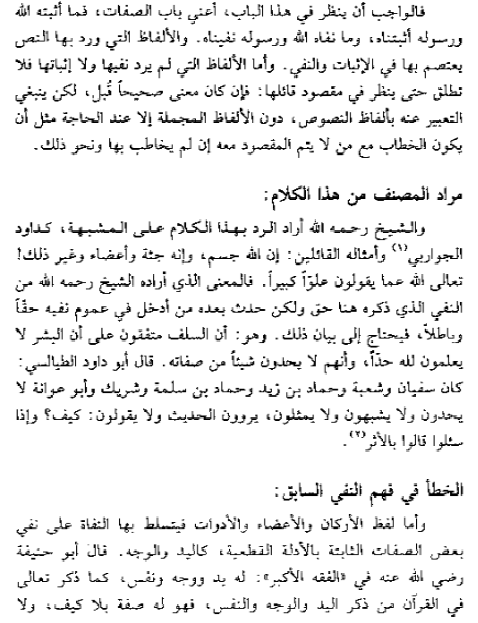 فالواجب أن ينظر في هذا الباب، أعني باب الصفات، فما أثبته الله
ورسوله أثبتناه، وما نفاه الله ورسوله نفيناه. والألفاظ التي ورد بها النص
يعتصم بها في الإثبات والنفي. وأما الألفاظ التي لم يرد نفيها ولا إثباتها فلا
تطلق حتى ينظر في مقصود قائلها: فإن كان معنى صحيحاً قُبل، لكن ينبغي
التعبير عنه بألفاظ النصوص، دون الألفاظ المجملة إلا عند الحاجة مثل أن
يكون الخطاب مع من لا يتم المقصود معه إن لم يخاطب بها ونحو ذلك.
مراد المصنف من هذا الكلام:
والشيخ رحمه الله أراد الرد بهذا الكلام على المشبهة، كداود
الجواربي(١) وأمثاله القائلين: إن الله جسم، وإنه جثة وأعضاء وغير ذلك!
تعالى الله عما يقولون علوّاً كبيراً. فالمعنى الذي أراده الشيخ رحمه الله من
النفي الذي ذكره هنا حق ولكن حدث بعده من أدخل في عموم نفيه حقّاً
وباطلاً، فيحتاج إلى بيان ذلك. وهو: أن السلف متفقون على أن البشر لا
يعلمون لله حدّاً، وأنهم لا يحدون شيئاً من صفاته. قال أبو داود الطيالسي:
كان سفيان وشعبة وحماد بن زيد وحماد بن سلمة وشريك وأبو عوانة لا
يحدون ولا يشبهون ولا يمثلون، يروون الحديث ولا يقولون: كيف؟ وإذا
سئلوا قالوا بالأثر(٢).
الخطأ في فهم النفي السابق:
وأما لفظ الأركان والأعضاء والأدوات فيتسلط بها النفاة على نفي
بعض الصفات الثابتة بالأدلة القطعية، كاليد والوجه. قال أبو حنيفة
رضي الله عنه في «الفقه الأكبر»: له يد ووجه ونفس، كما ذكر تعالى
في القرآن من ذكر اليد والوجه والنفس، فهو له صفة بلا كيف، ولا